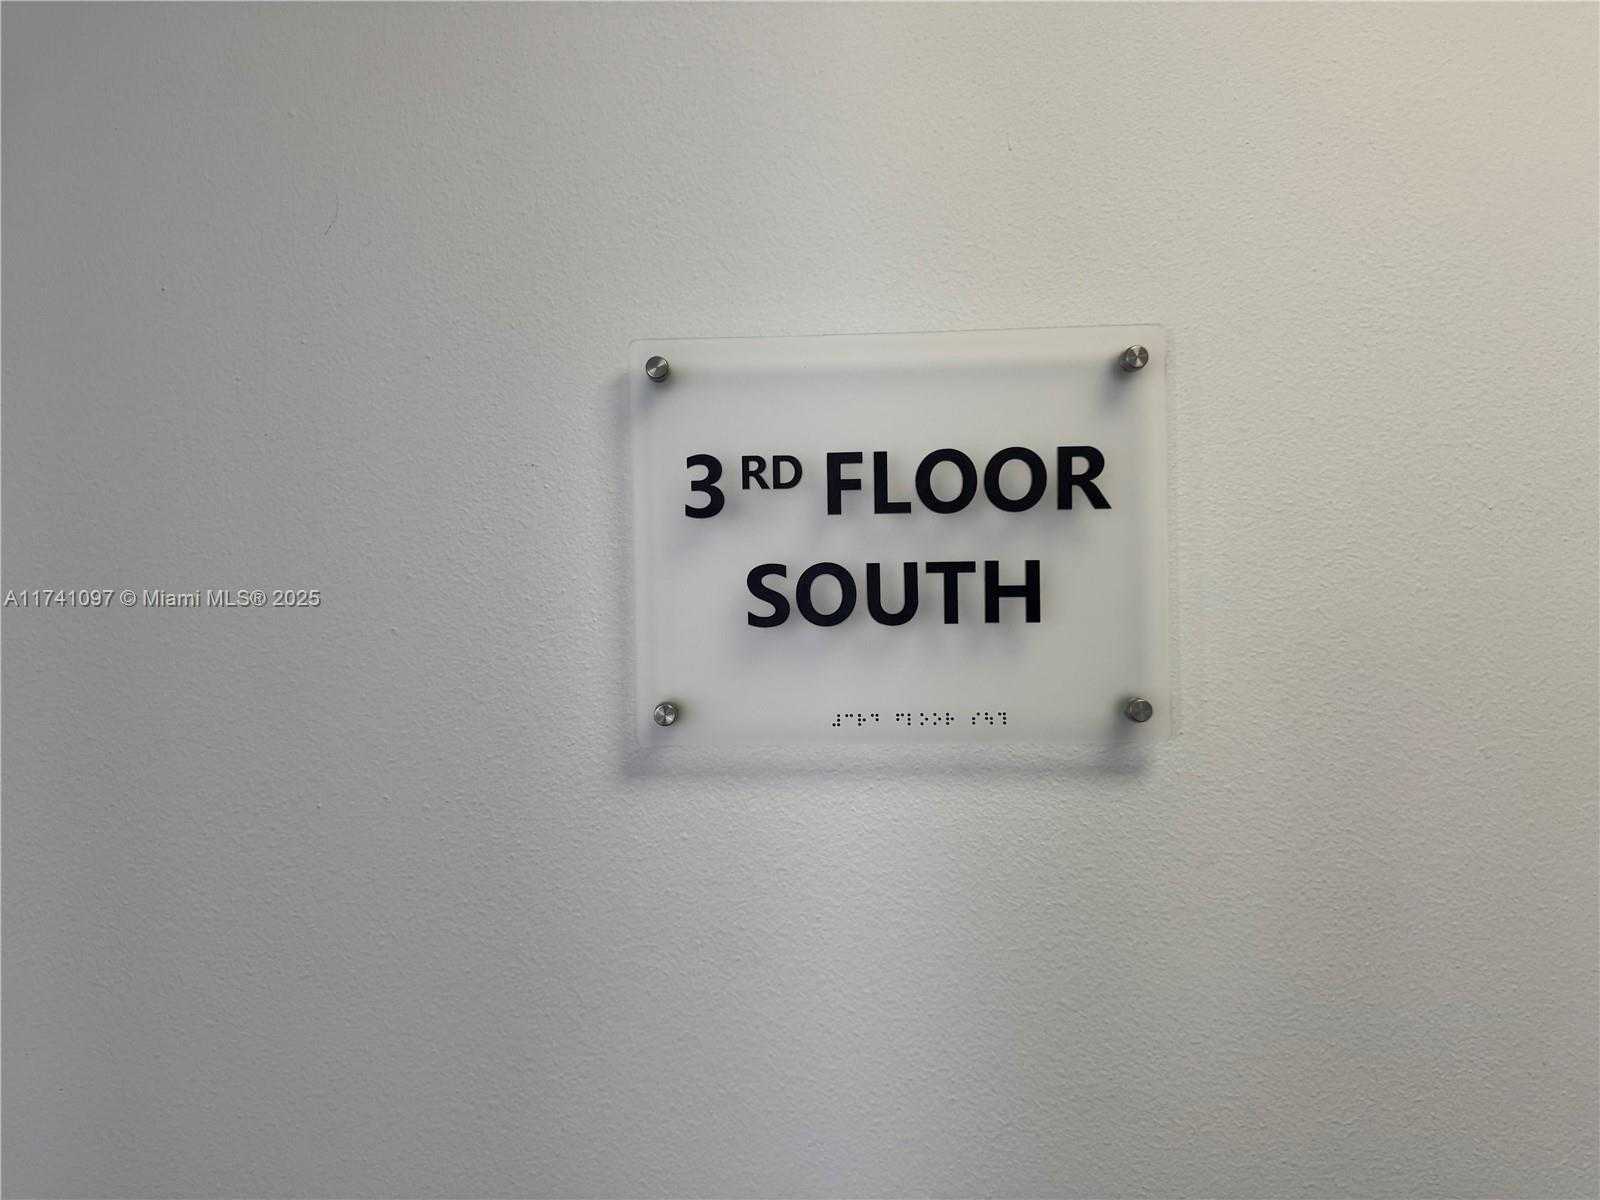 3RD FLOOR
SOUTH
⠼⠉⠗⠙ ⠋⠇⠕⠕⠗ ⠎⠳⠹
A11741097 © Miami MLS® 2025